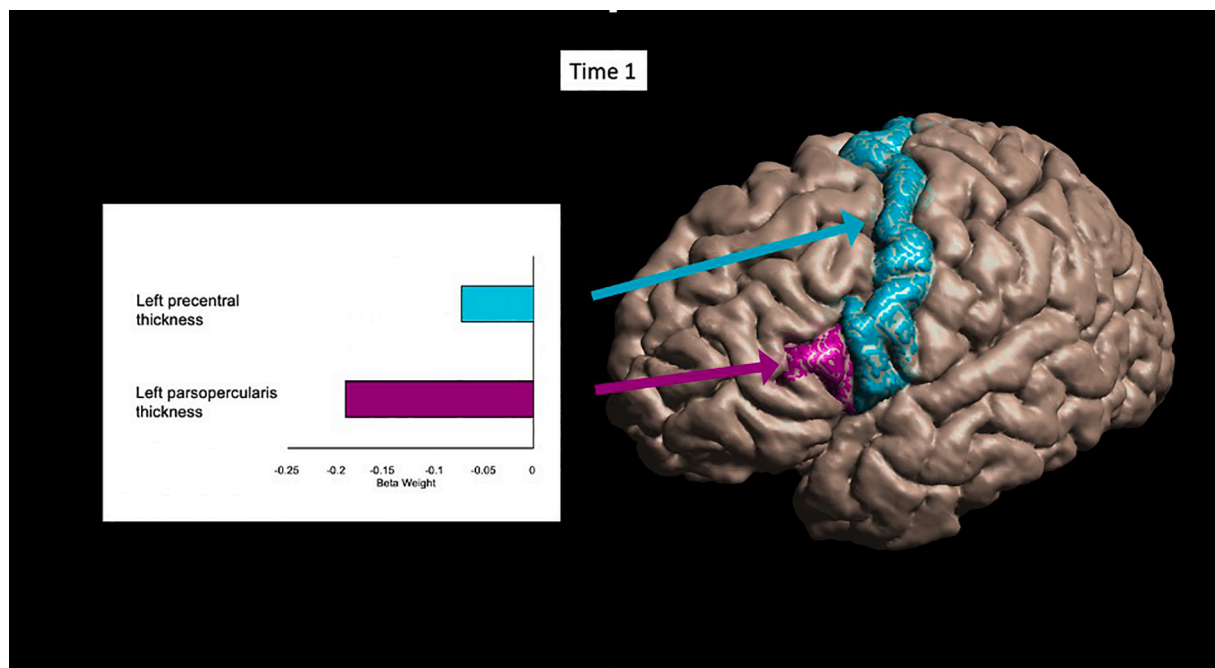 Time 1
Left precentral
thickness
Left parsopercularis
thickness
-0.25 -0.2 -0.15 -0.1 -0.05 0
Beta Weight